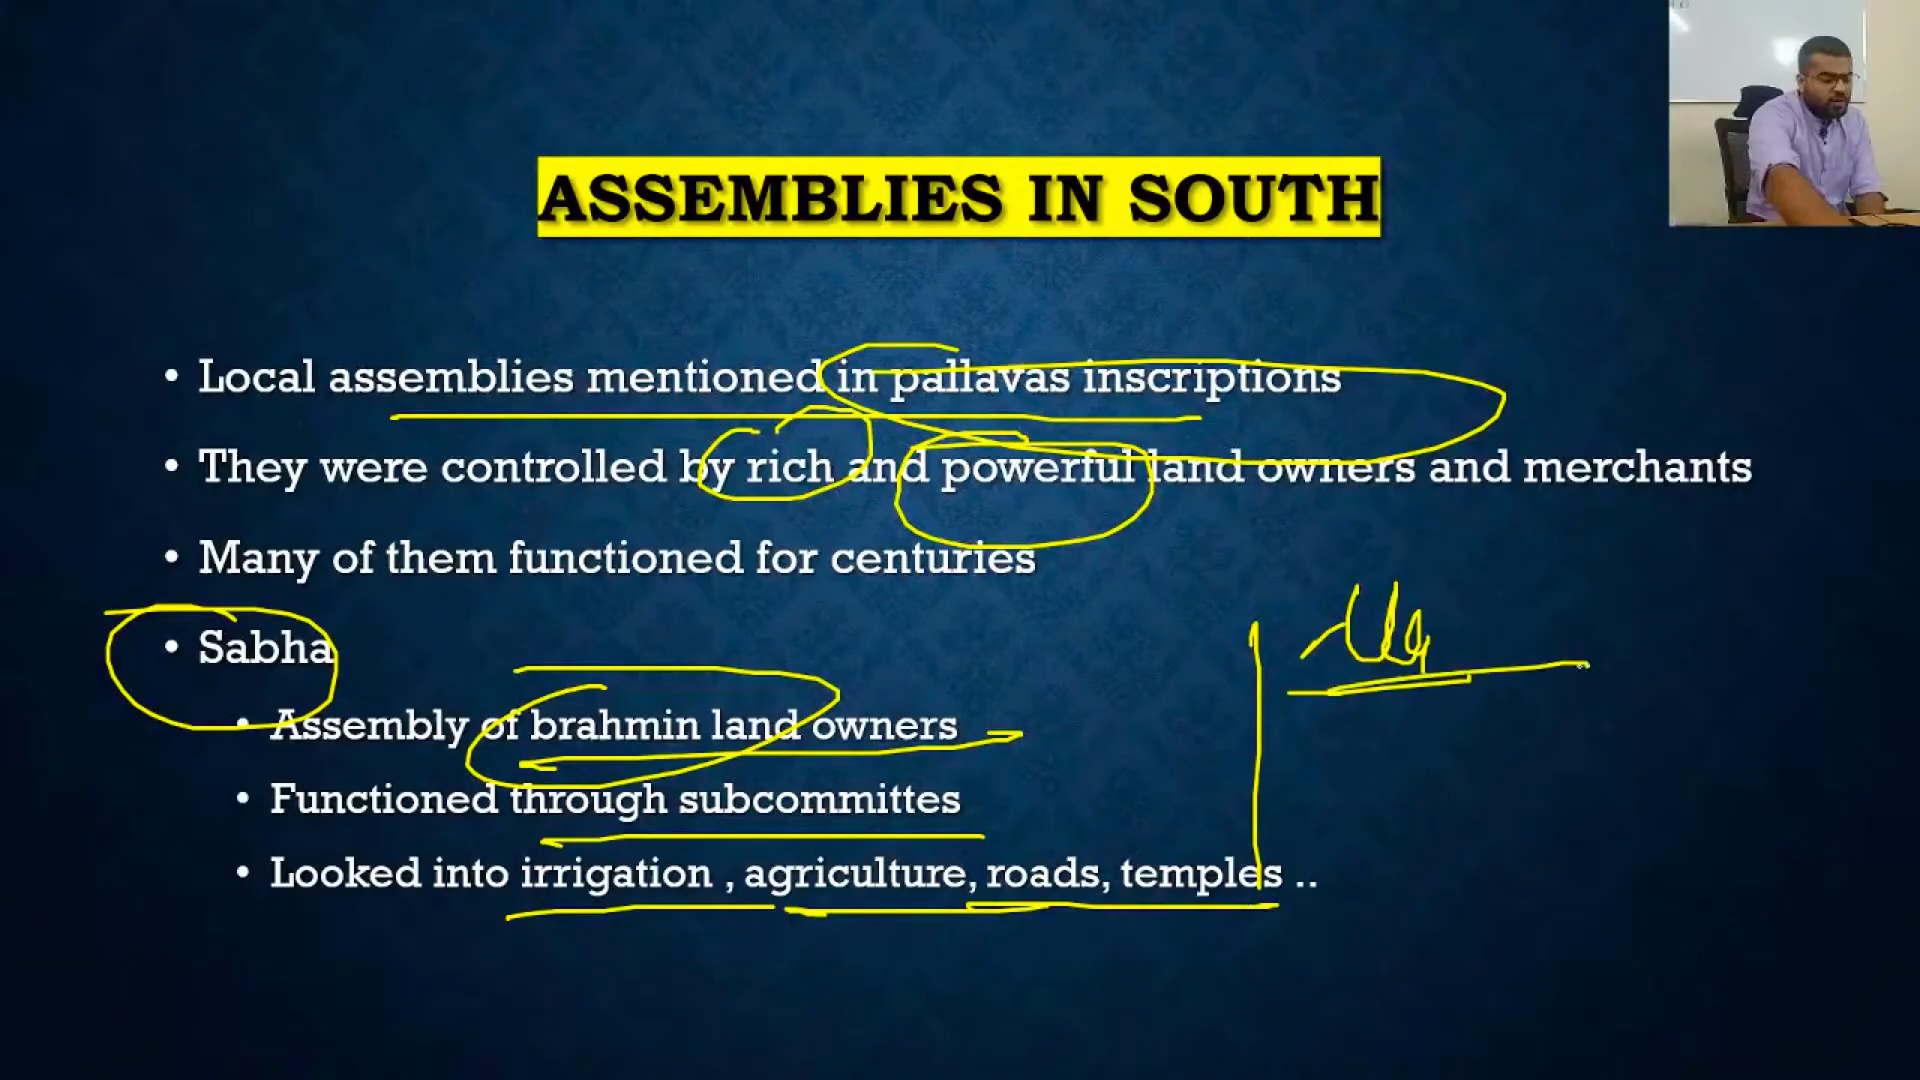 ASSEMBLIES IN SOUTH
• Local assemblies mentioned in pallavas inscriptions
• They were controlled by rich and powerful land owners and merchants
• Many of them functioned for centuries
• Sabha
• Assembly of brahmin land owners
• Functioned through subcommittes
• Looked into irrigation , agriculture, roads, temples ..